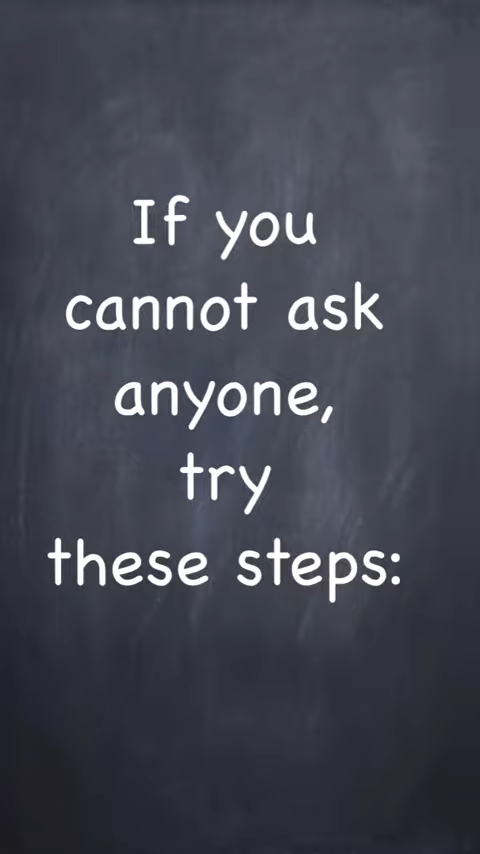 If you
cannot ask
anyone,
try
these steps: